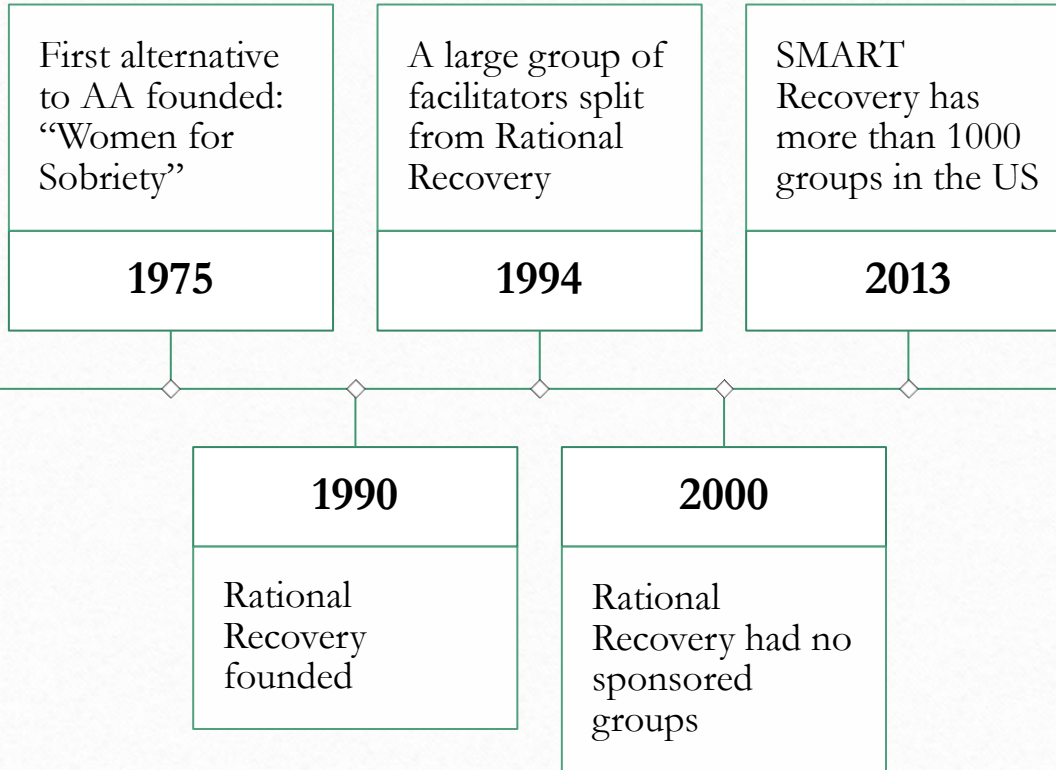 First alternative
to AA founded:
“Women for
Sobriety”
1975
1990
Rational
Recovery
founded
A large group of
facilitators split
from Rational
Recovery
1994
2000
Rational
Recovery had no
sponsored
groups
SMART
Recovery has
more than 1000
groups in the US
2013